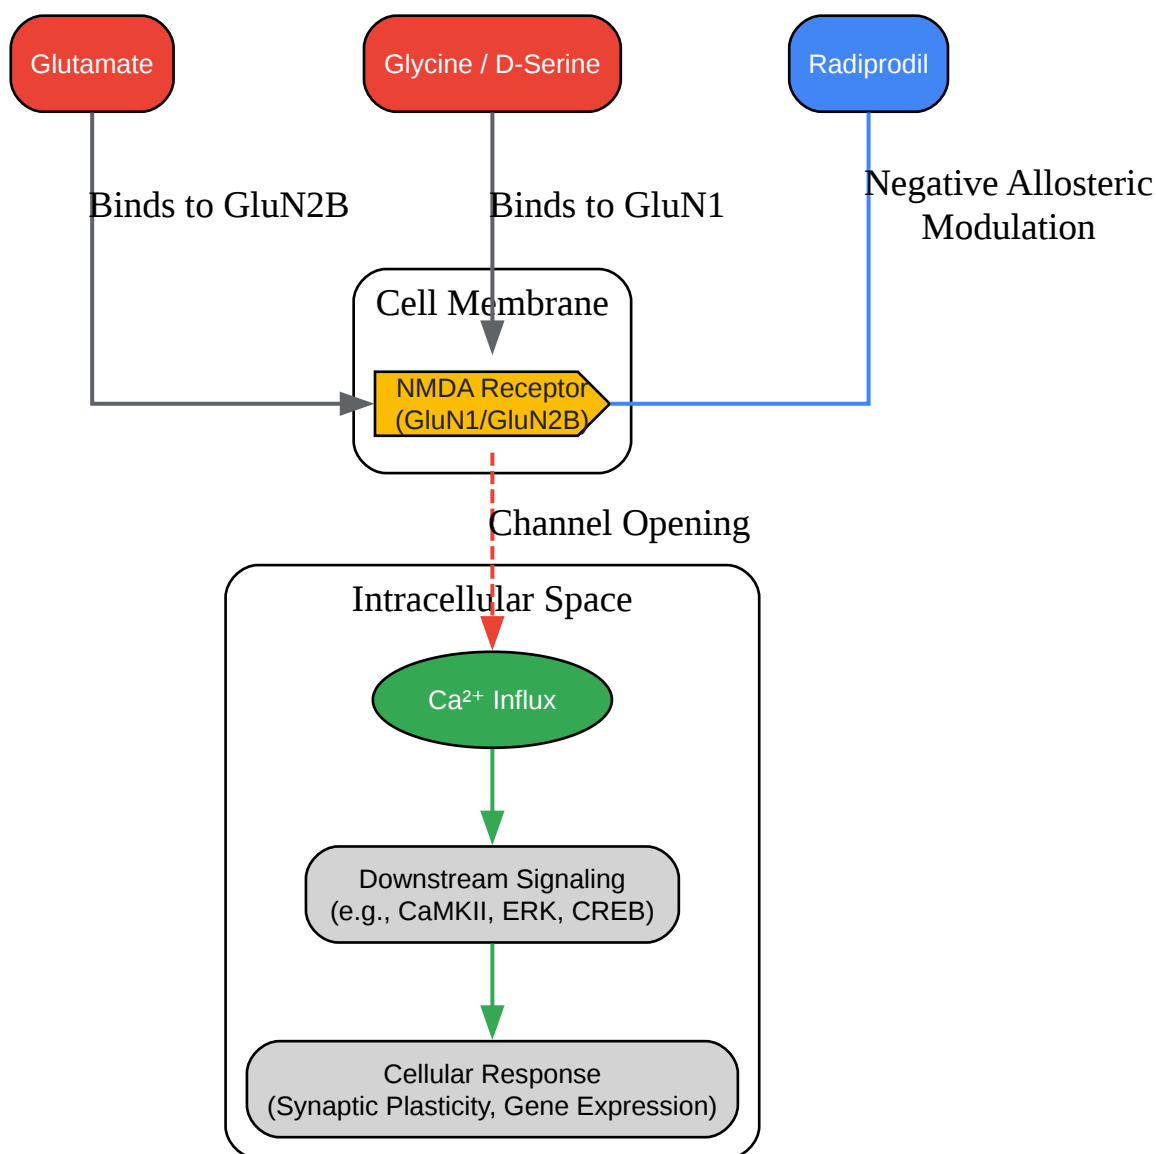 Glutamate
Glycine / D-Serine
Radiprodil
Binds to GluN2B
Binds to GluN1
Negative Allosteric
Modulation
Cell Membrane
NMDA Receptor
(GluN1/GluN2B)
Channel Opening
Intracellular Space
Ca²⁺ Influx
Downstream Signaling
(e.g., CaMKII, ERK, CREB)
Cellular Response
(Synaptic Plasticity, Gene Expression)